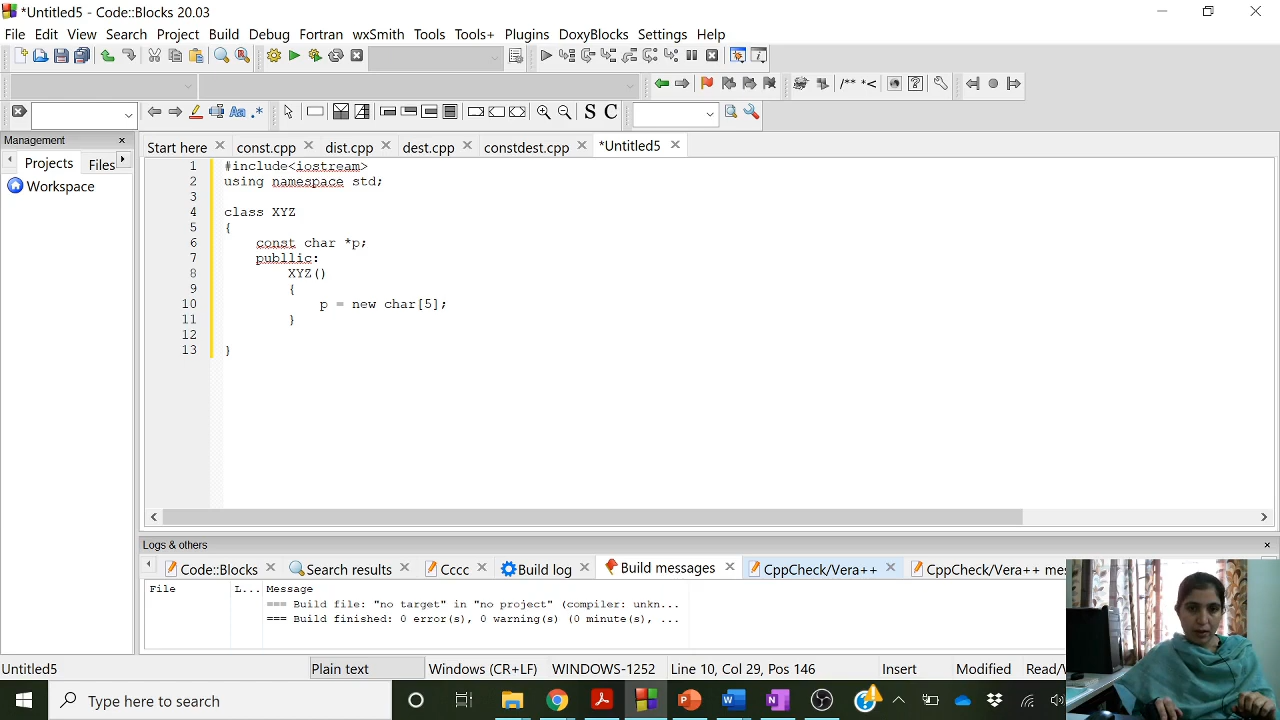 *Untitled5 - Code::Blocks 20.03
File Edit View Search Project Build Debug Fortran wxSmith Tools Tools+ Plugins DoxyBlocks Settings Help
/** *<
Aa .* S C
Management
Projects Files
Workspace
Start here const.cpp dist.cpp dest.cpp constdest.cpp *Untitled5
1 #include<iostream>
2 using namespace std;
3
4 class XYZ
5 {
6 const char *p;
7 publlic:
8 XYZ()
9 {
10 p = new char[5];
11 }
12
13 }
Logs & others
Code::Blocks Search results Cccc Build log Build messages CppCheck/Vera++ CppCheck/Vera++ mes
File L... Message
=== Build file: "no target" in "no project" (compiler: unkn...
=== Build finished: 0 error(s), 0 warning(s) (0 minute(s), ...
Untitled5 Plain text Windows (CR+LF) WINDOWS-1252 Line 10, Col 29, Pos 146 Insert Modified Read/W
Type here to search